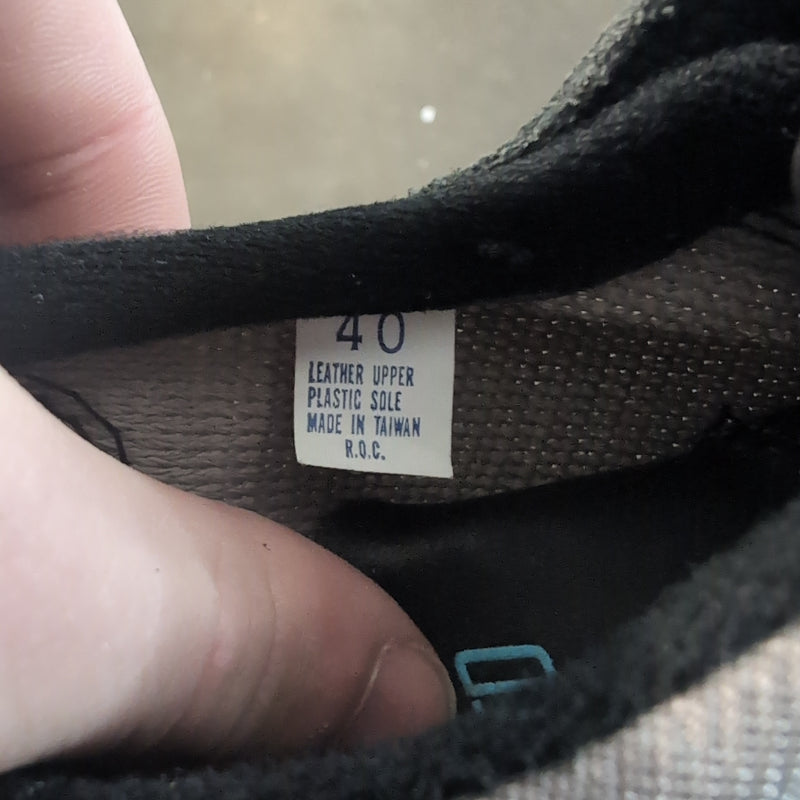 40
LEATHER UPPER
PLASTIC SOLE
MADE IN TAIWAN
R.O.C.